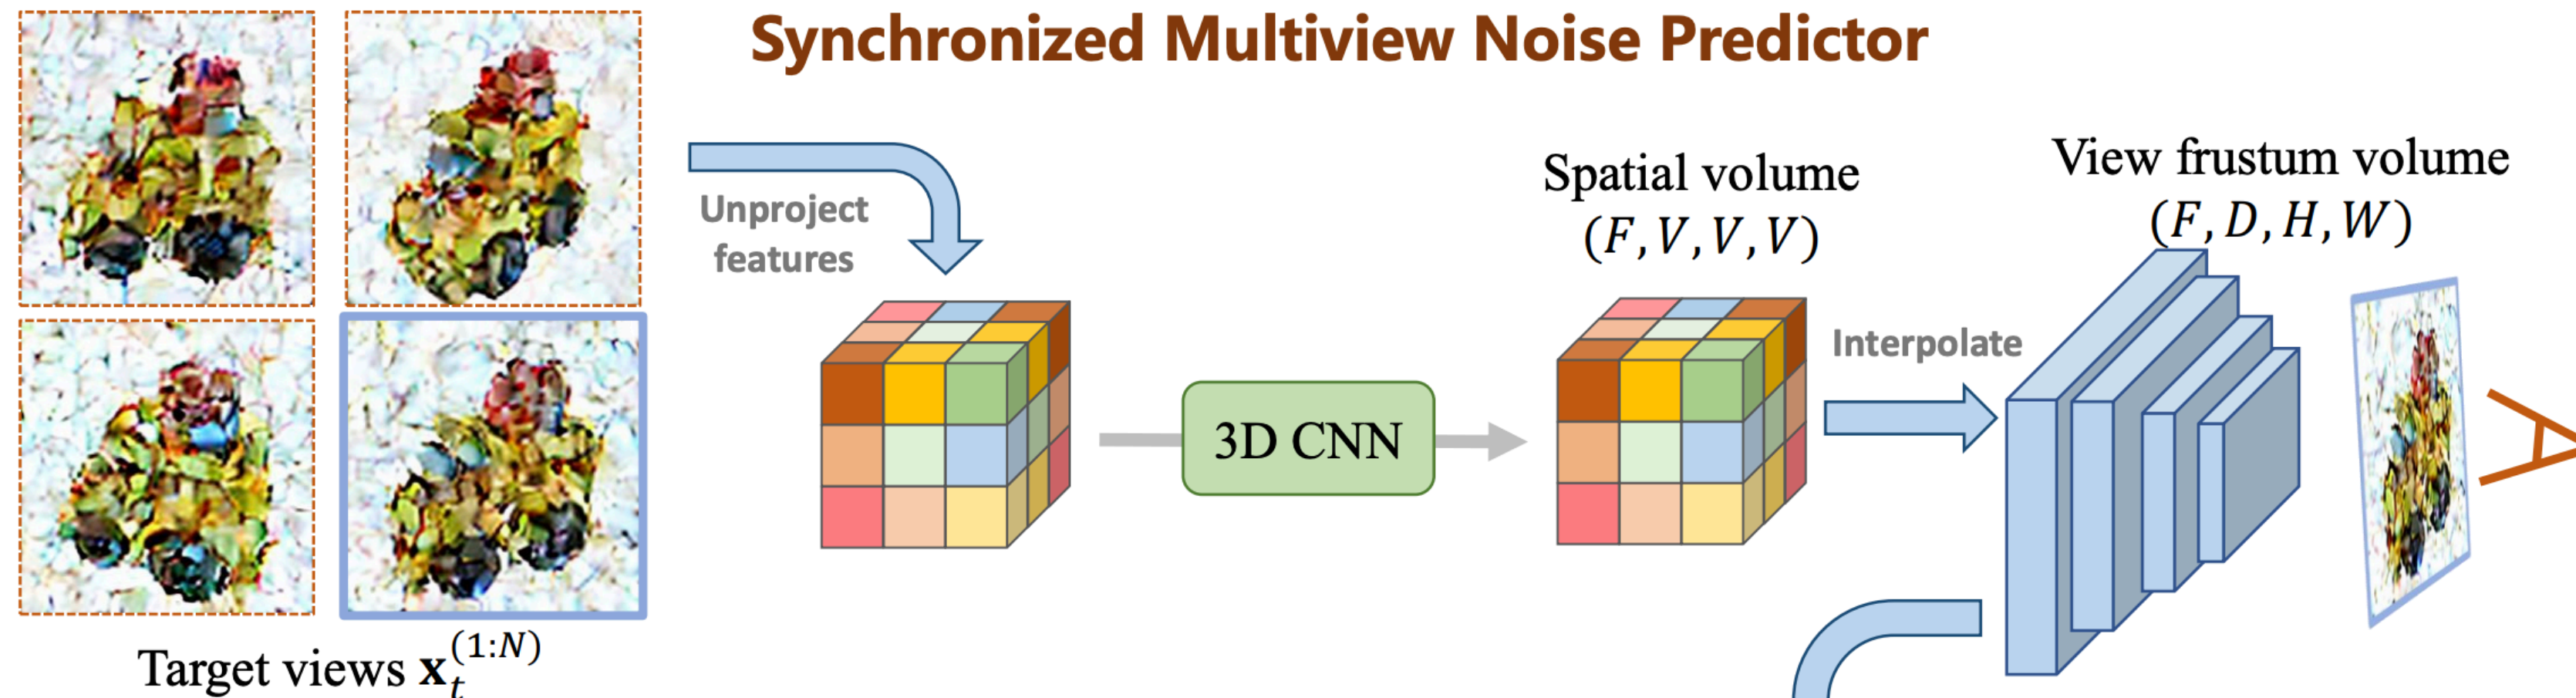 Synchronized Multiview Noise Predictor
Unproject
features
3D CNN
Spatial volume
(F, V, V, V)
Interpolate
View frustum volume
(F, D, H, W)
Target views x_t^(1:N)